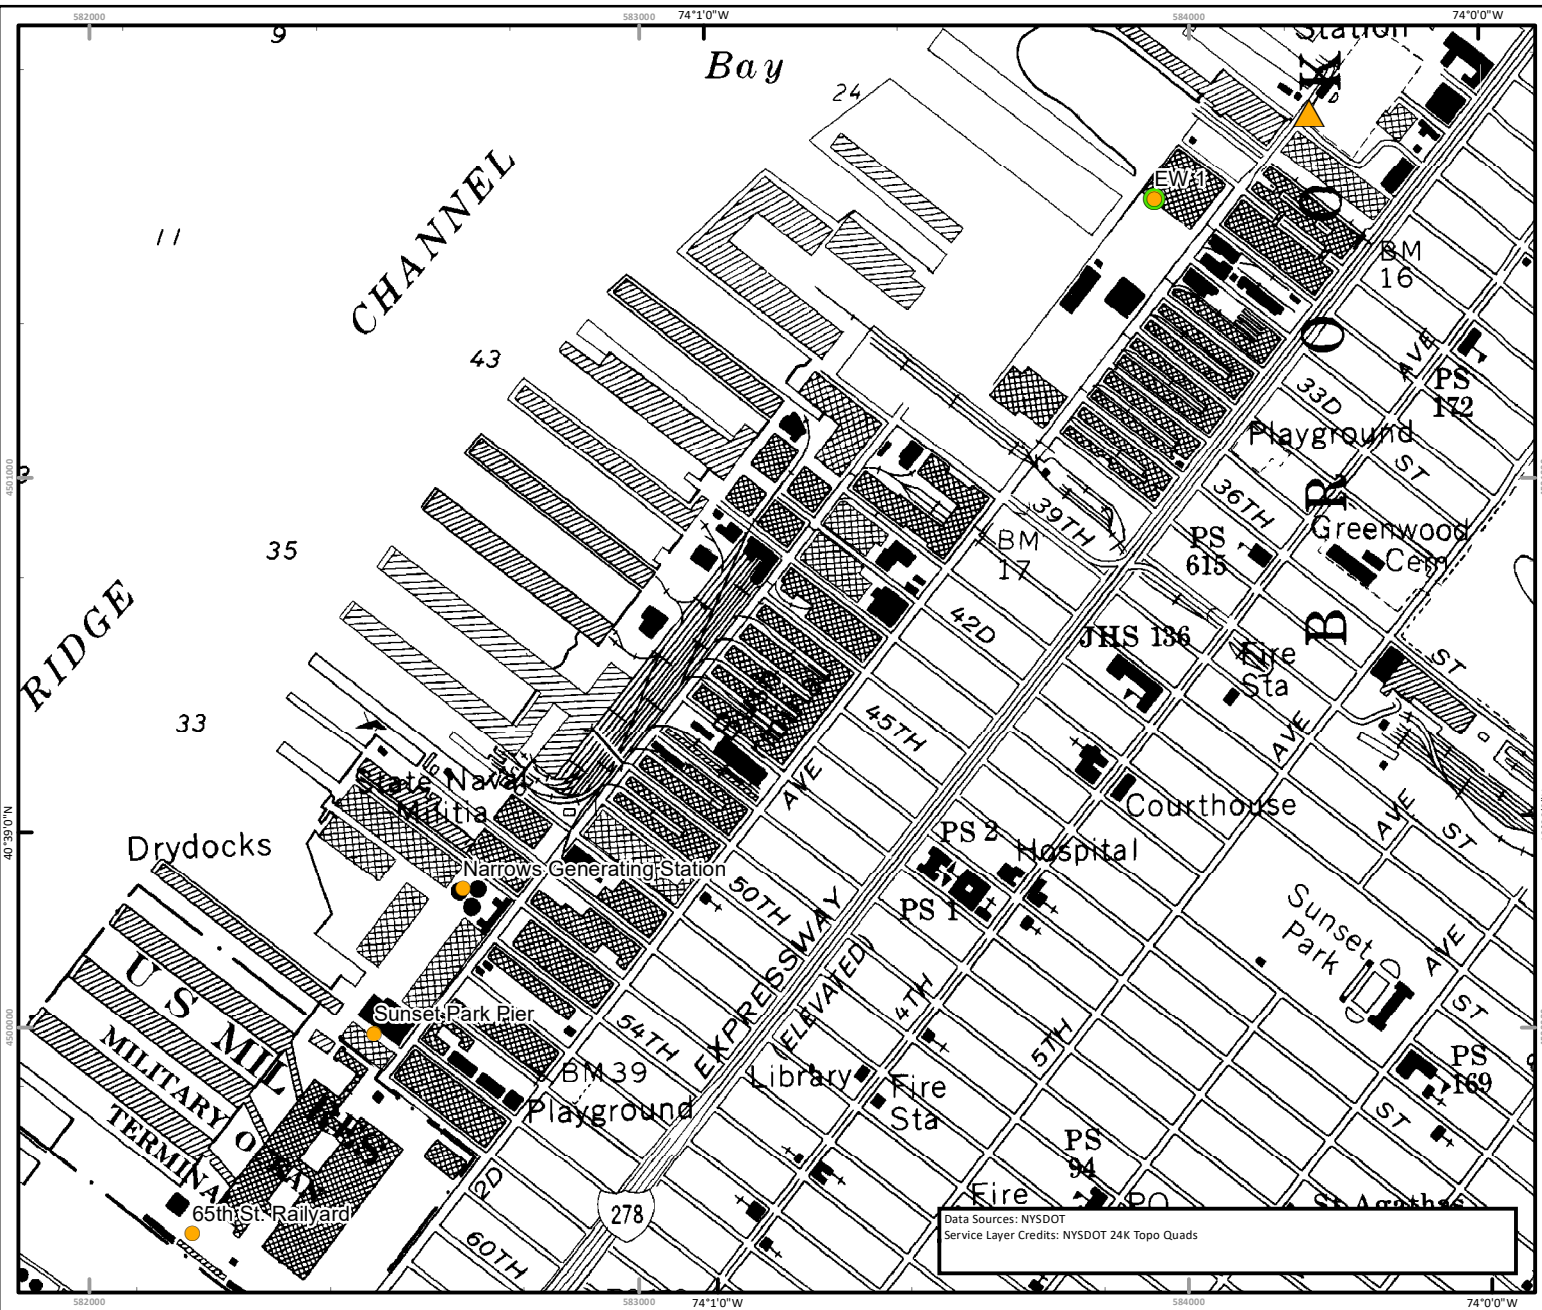 582000
583000
74°1'0"W
584000
74°0'0"W
9
Bay
Station
24
K
EW 1
CHANNEL
11
O
BM
16
43
O
AVE
PS
172
33D
Playground
ST
4501000
36TH
R
39TH
Greenwood
Cem
PS
615
BM
17
35
RIDGE
42D
B
JHS 136
Fire
Sta
ST
33
45TH
AVE
State Naval
Militia
AVE
Courthouse
AVE
ST
40°39'0"N
Drydocks
PS 2
Hospital
Narrows Generating Station
50TH
PS 1
Sunset
Park
AVE
EXPRESSWAY
(ELEVATED)
U S MIL
4TH
ST
Sunset Park Pier
54TH
5TH
4500000
MILITARY
BM 39
Library
Fire
Sta
PS
169
Playground
RES
ST
TERMINAL
O
PS
94
2D
Fire
PO
St Agathas
65th St. Railyard
278
60TH
Data Sources: NYSDOT
Service Layer Credits: NYSDOT 24K Topo Quads
582000
583000
74°1'0"W
584000
74°0'0"W